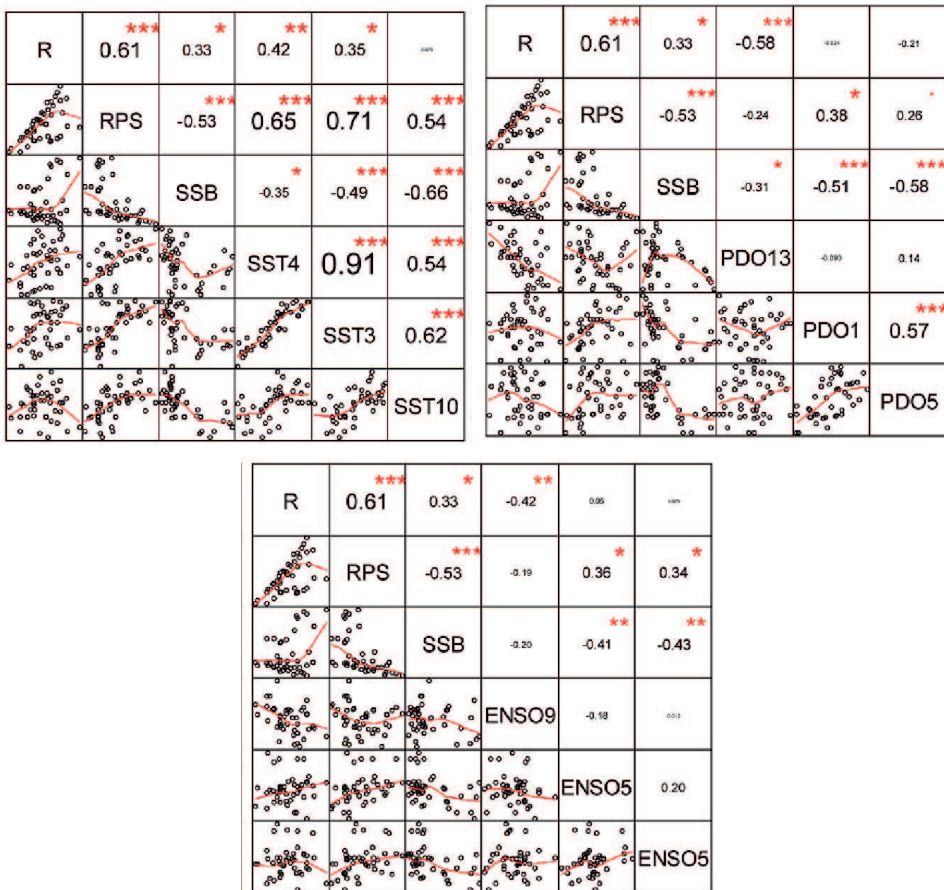 R 0.61 *** 0.33 * 0.42 ** 0.35 *
RPS -0.53 *** 0.65 *** 0.71 *** 0.54 ***
SSB -0.35 * -0.49 *** -0.66 ***
SST4 0.91 *** 0.54 ***
SST3 0.62 ***
SST10
R 0.61 *** 0.33 * -0.58 *** -0.21
RPS -0.53 *** -0.24 0.38 * 0.26 .
SSB -0.31 * -0.51 *** -0.58 ***
PDO13 -0.093 0.14
PDO1 0.57 ***
PDO5
R 0.61 *** 0.33 * -0.42 ** 0.06
RPS -0.53 *** -0.19 0.36 * 0.34 *
SSB -0.20 -0.41 ** -0.43 **
ENSO9 -0.18
ENSO5 0.20
ENSO5